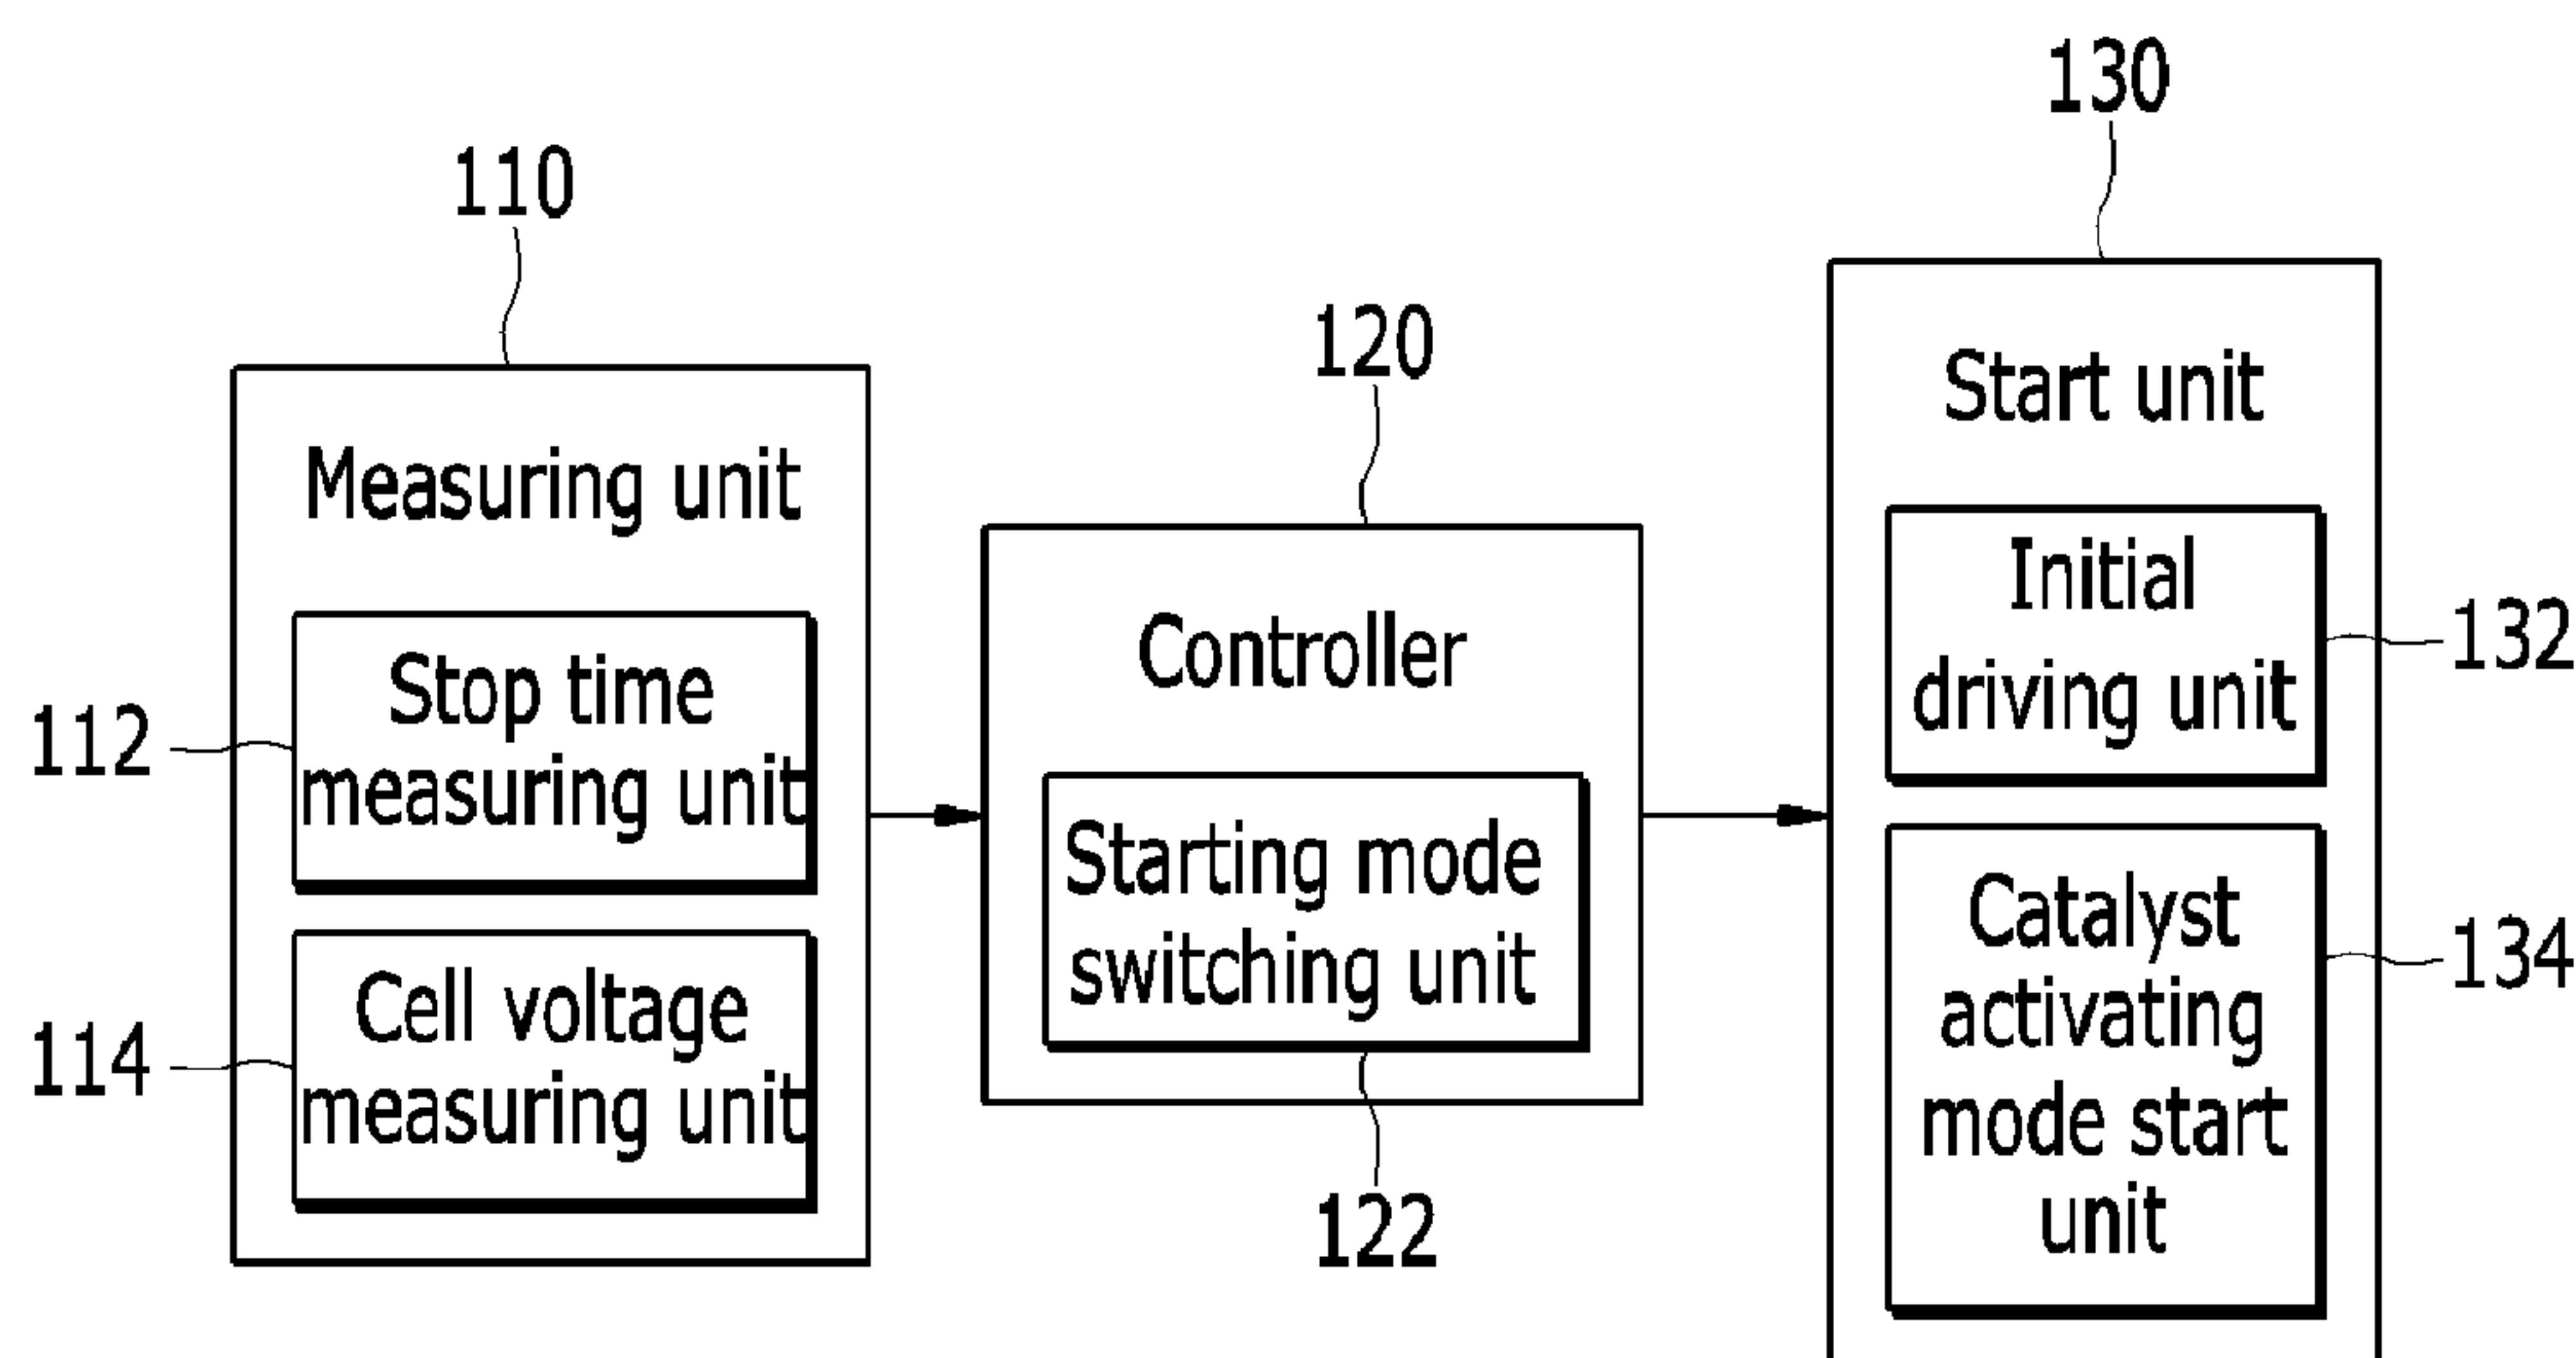 110
Measuring unit
112
Stop time
measuring unit
114
Cell voltage
measuring unit
120
Controller
Starting mode
switching unit
122
130
Start unit
Initial
driving unit
132
Catalyst
activating
mode start
unit
134